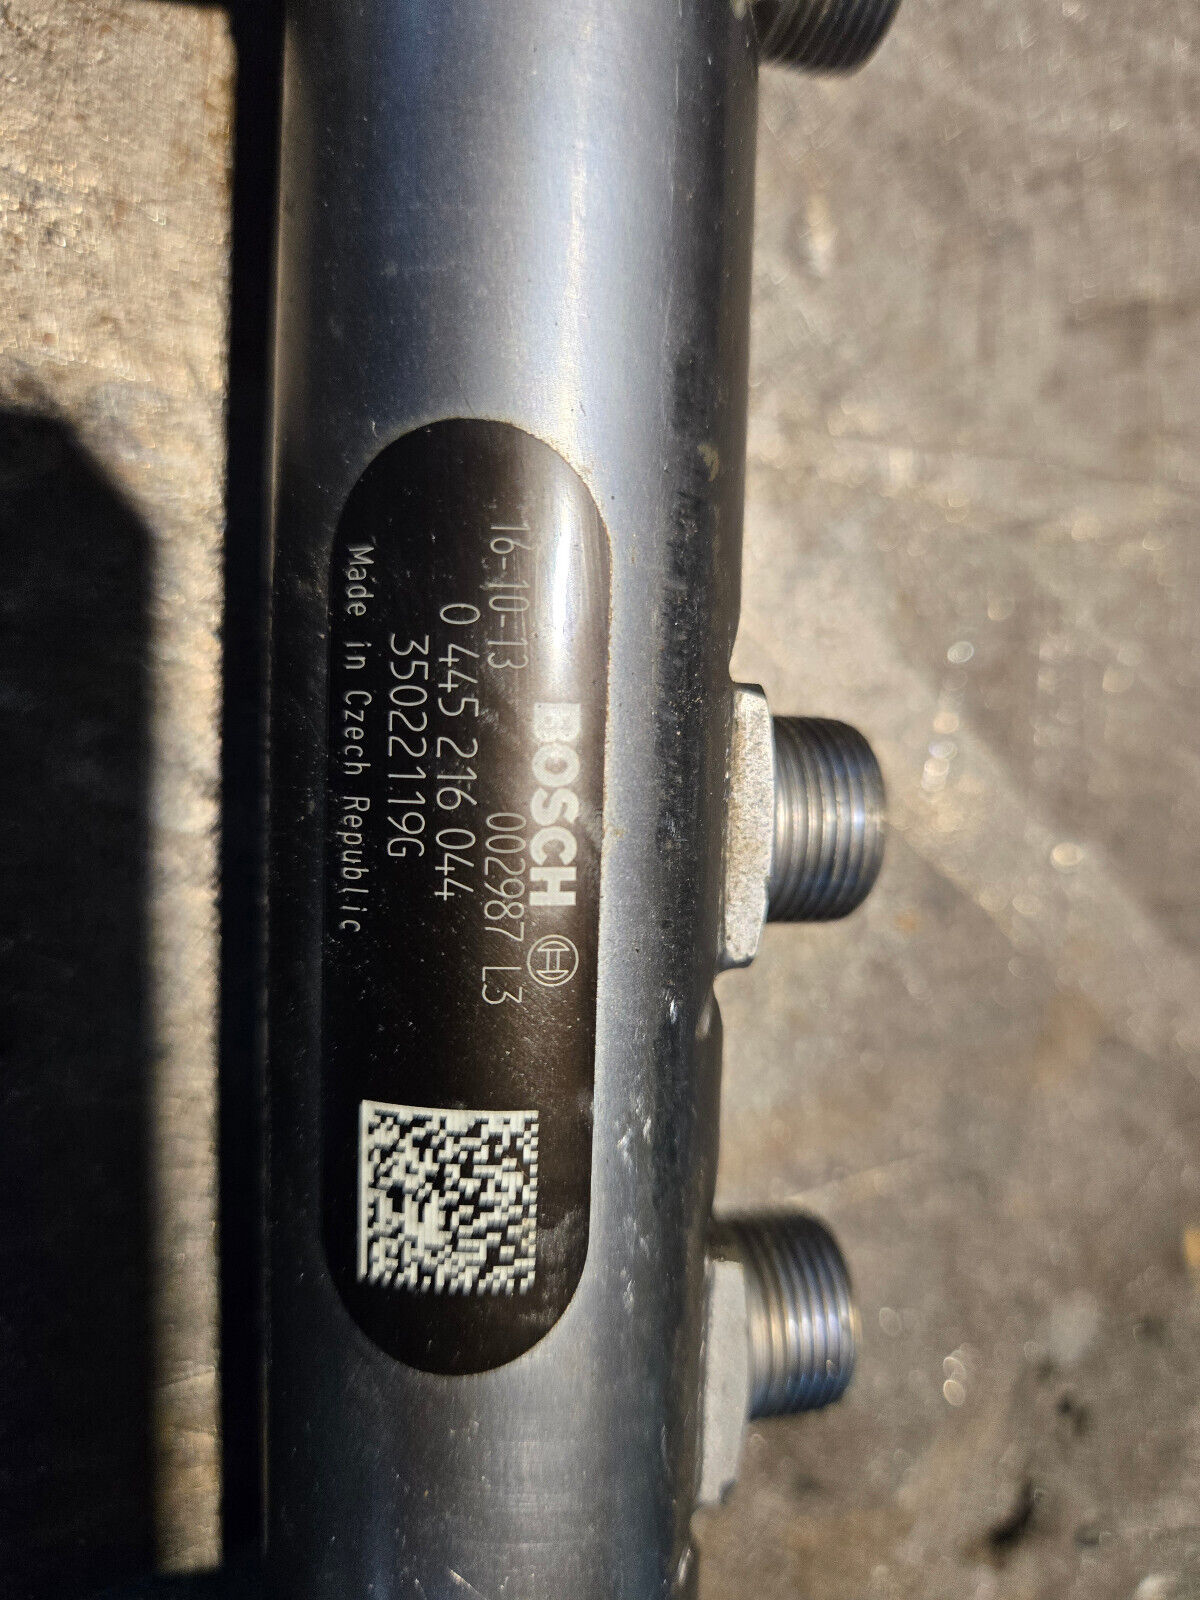 BOSCH
16-10-13 002987 L3
0 445 216 044
35022119G
Made in Czech Republic